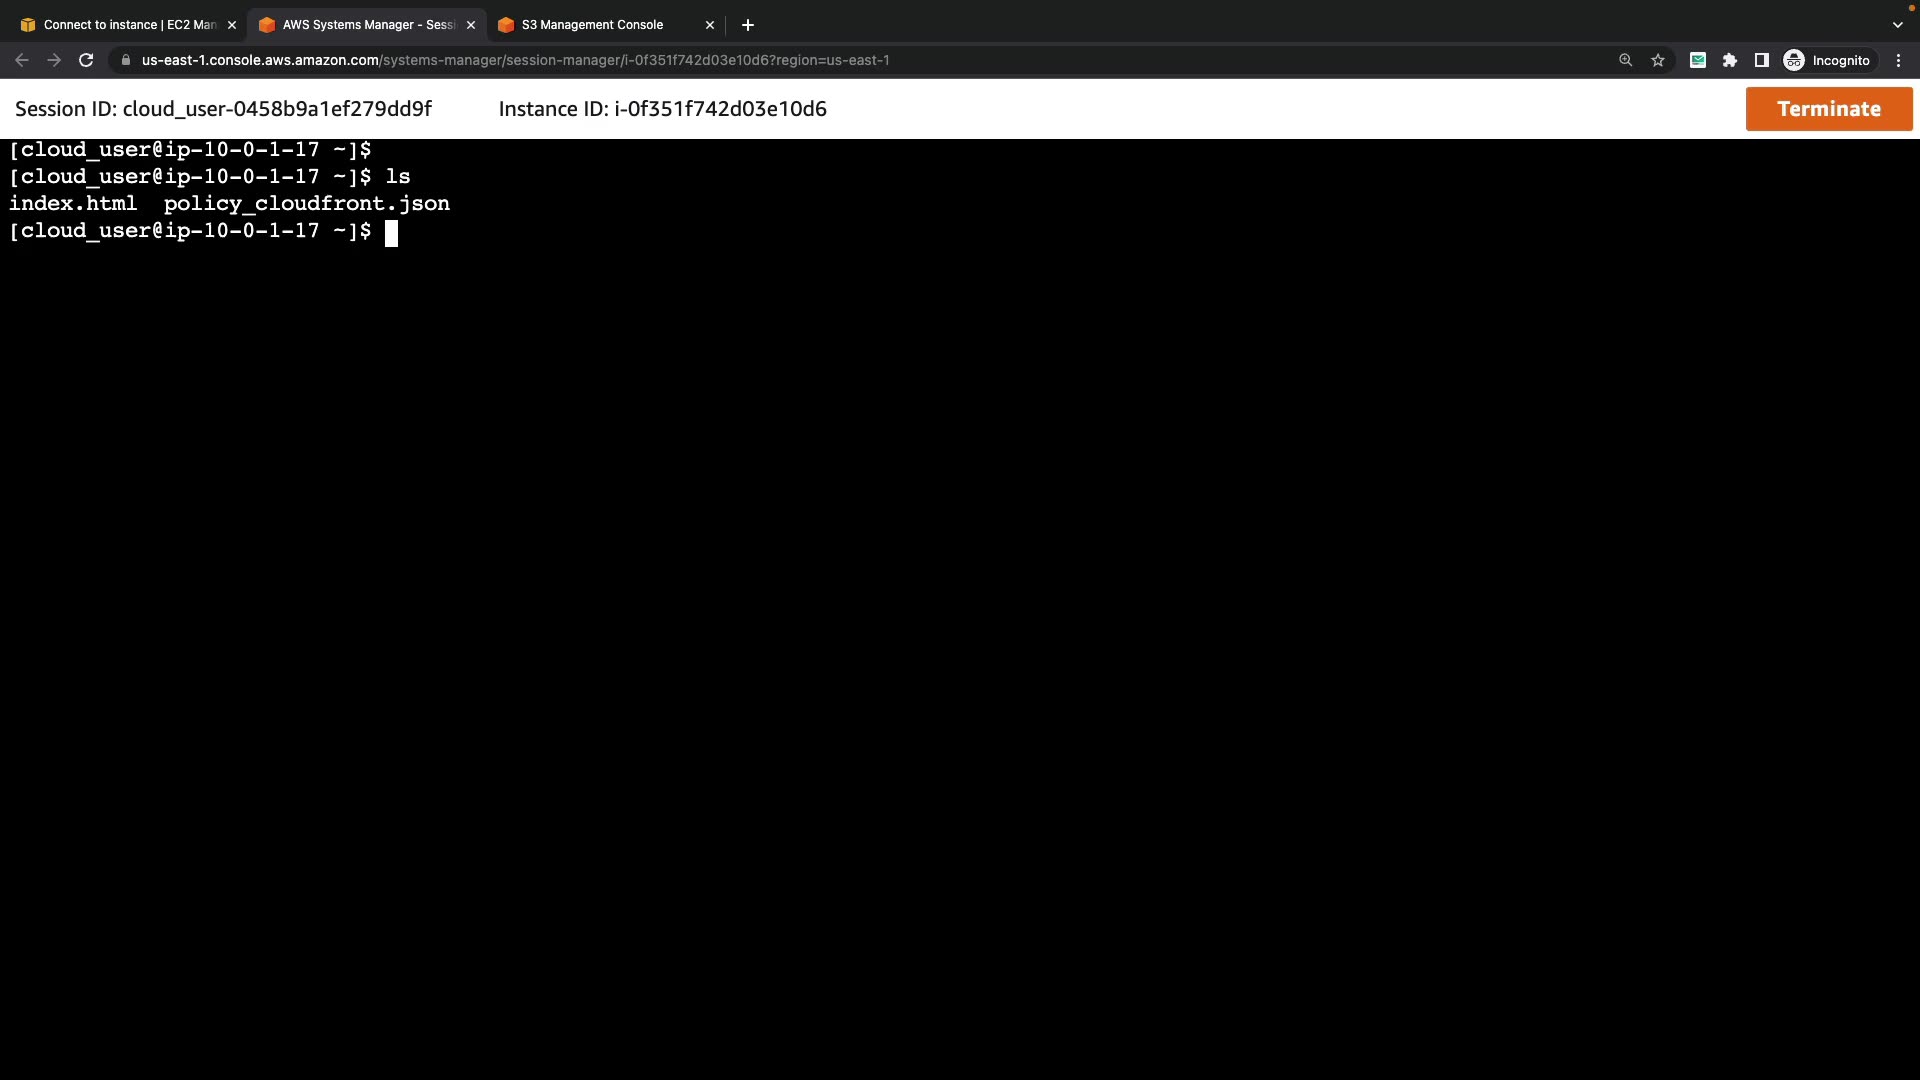 Connect to instance | EC2 Man
AWS Systems Manager - Sessi
S3 Management Console
us-east-1.console.aws.amazon.com/systems-manager/session-manager/i-0f351f742d03e10d6?region=us-east-1
Incognito
Session ID: cloud_user-0458b9a1ef279dd9f
Instance ID: i-0f351f742d03e10d6
Terminate
[cloud_user@ip-10-0-1-17 ~]$
[cloud_user@ip-10-0-1-17 ~]$ ls
index.html  policy_cloudfront.json
[cloud_user@ip-10-0-1-17 ~]$